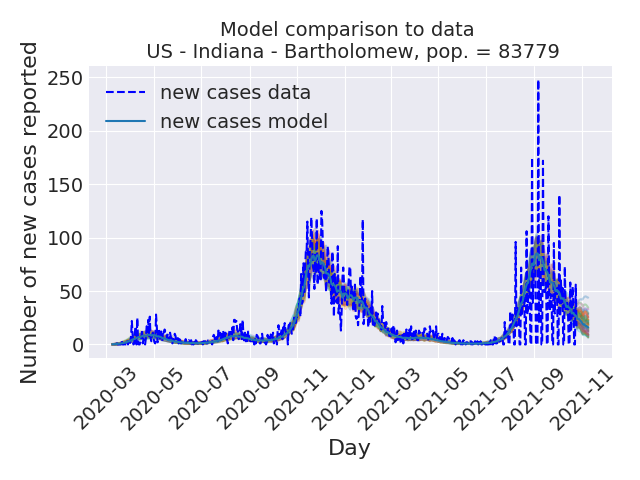 Model comparison to data
US - Indiana - Bartholomew, pop. = 83779
Number of new cases reported
250
200
150
100
50
0
new cases data
new cases model
2020-03
2020-05
2020-07
2020-09
2020-11
2021-01
2021-03
2021-05
2021-07
2021-09
2021-11
Day